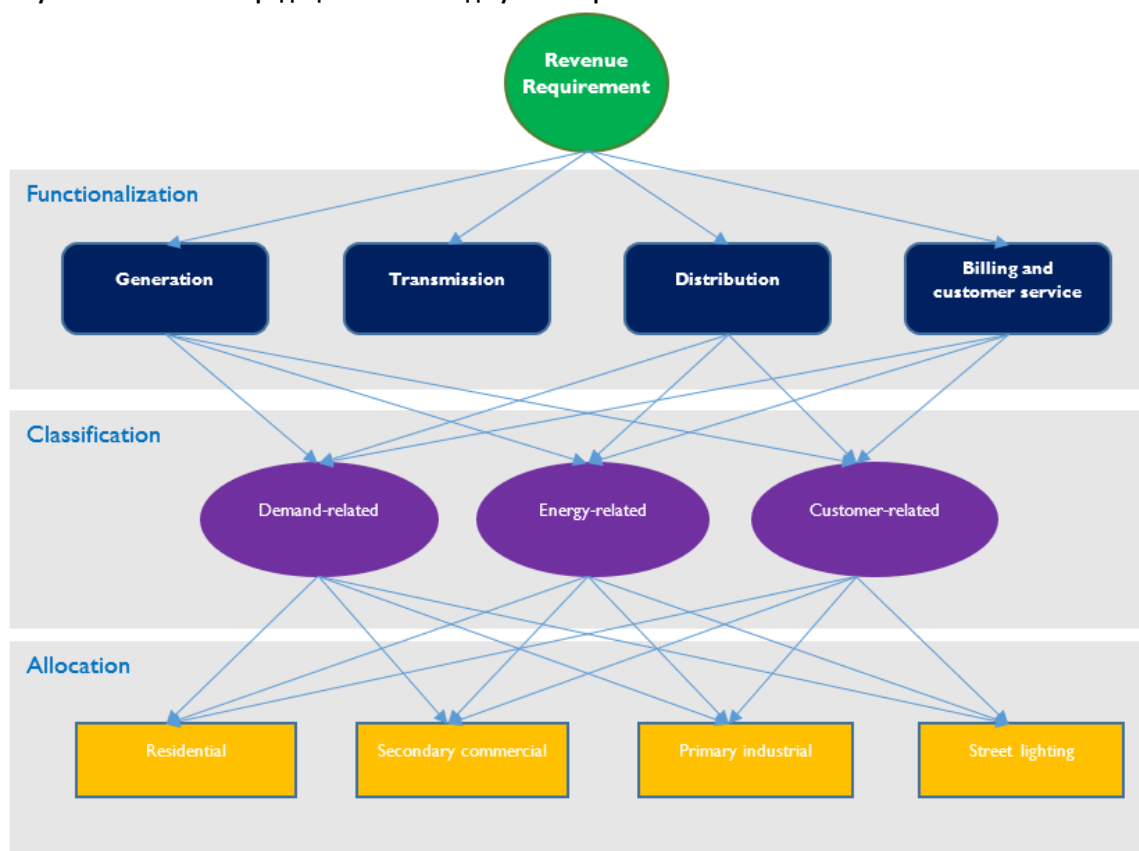 Revenue
Requirement
Functionalization
Generation
Transmission
Distribution
Billing and
customer service
Classification
Demand-related
Energy-related
Customer-related
Allocation
Residential
Secondary commercial
Primary industrial
Street lighting